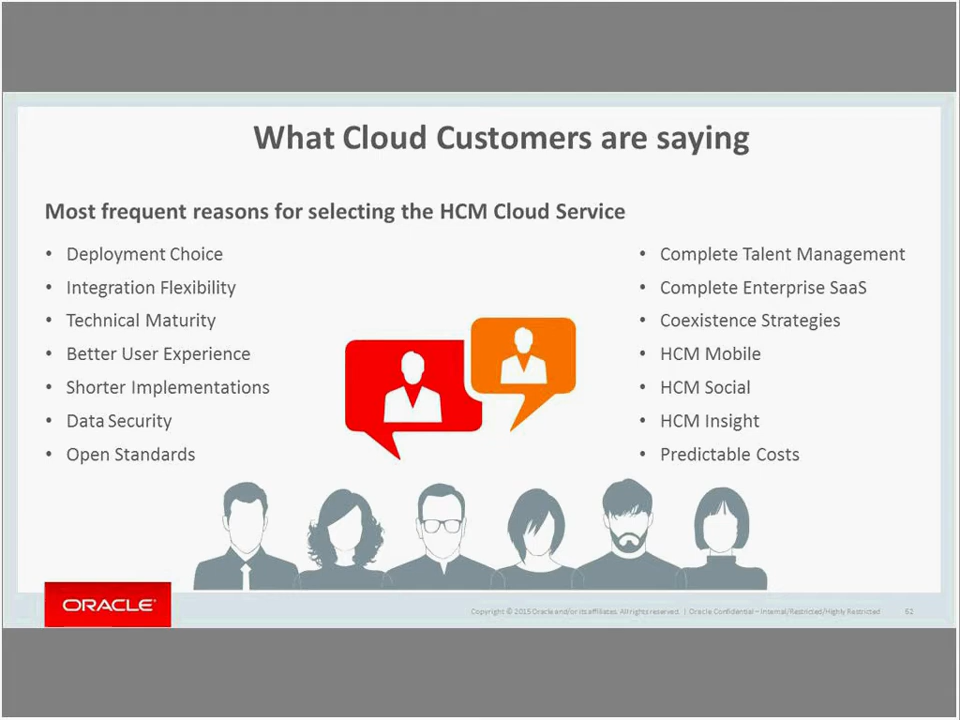 What Cloud Customers are saying
Most frequent reasons for selecting the HCM Cloud Service
• Deployment Choice
• Integration Flexibility
• Technical Maturity
• Better User Experience
• Shorter Implementations
• Data Security
• Open Standards
• Complete Talent Management
• Complete Enterprise SaaS
• Coexistence Strategies
• HCM Mobile
• HCM Social
• HCM Insight
• Predictable Costs
ORACLE®
Copyright © 2015 Oracle and/or its affiliates. All rights reserved. | Oracle Confidential – Internal/Restricted/Highly Restricted 52